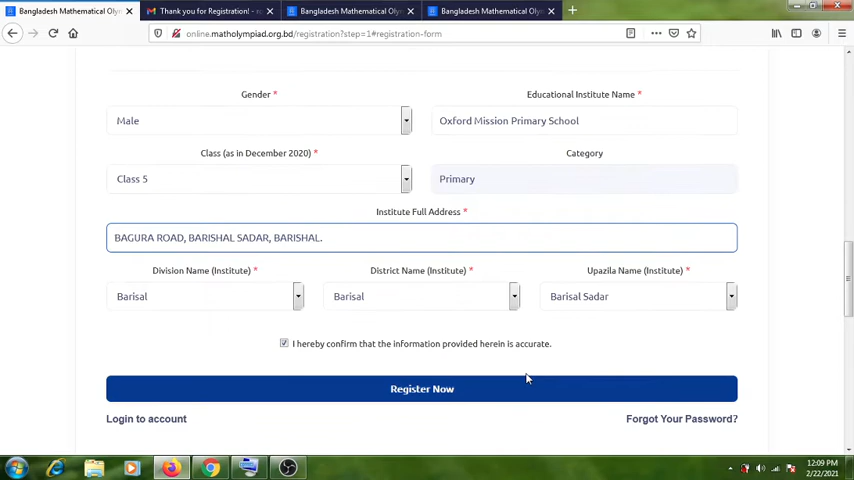 Bangladesh Mathematical Olym
Thank you for Registration! - r
Bangladesh Mathematical Olym
Bangladesh Mathematical Olym
online.matholympiad.org.bd/registration?step=1#registration-form
Gender * Educational Institute Name *
Male Oxford Mission Primary School
Class (as in December 2020) * Category
Class 5 Primary
Institute Full Address *
BAGURA ROAD, BARISHAL SADAR, BARISHAL.
Division Name (Institute) * District Name (Institute) * Upazila Name (Institute) *
Barisal Barisal Barisal Sadar
I hereby confirm that the information provided herein is accurate.
Register Now
Login to account Forgot Your Password?
12:09 PM
2/22/2021